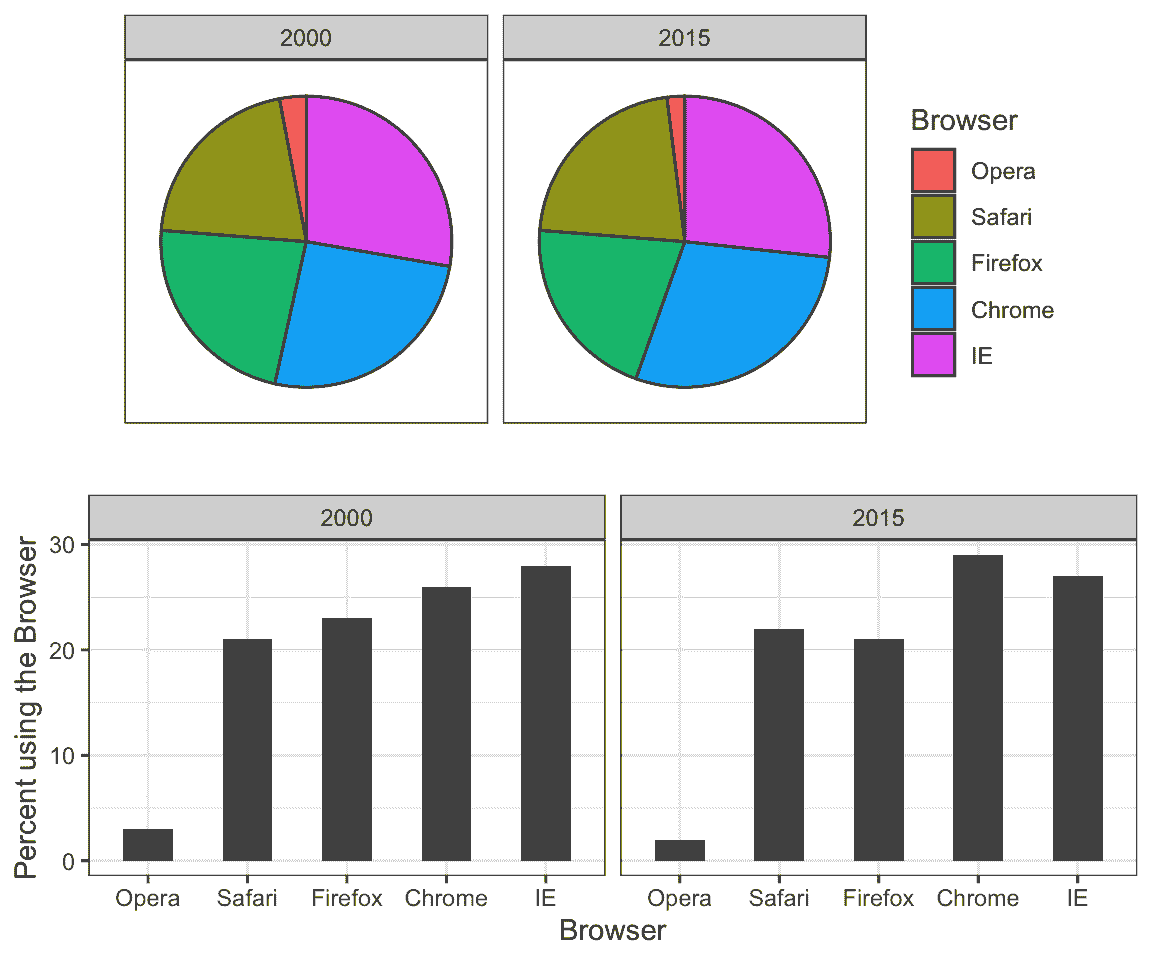 2000 2015
Browser
Opera
Safari
Firefox
Chrome
IE
2000 2015
Percent using the Browser
30
20
10
0
Opera Safari Firefox Chrome IE Opera Safari Firefox Chrome IE
Browser